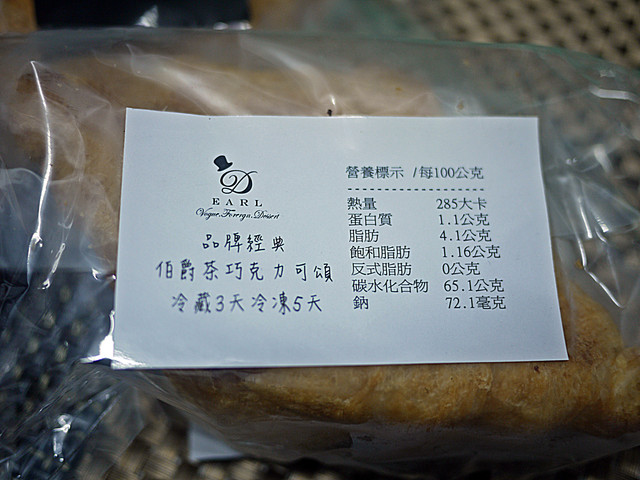 D
EARL
Vogue.Foreyu.Dessert
品牌經典
伯爵茶巧克力可頌
冷藏3天冷凍5天
營養標示 /每100公克
熱量 285大卡
蛋白質 1.1公克
脂肪 4.1公克
飽和脂肪 1.16公克
反式脂肪 0公克
碳水化合物 65.1公克
鈉 72.1毫克